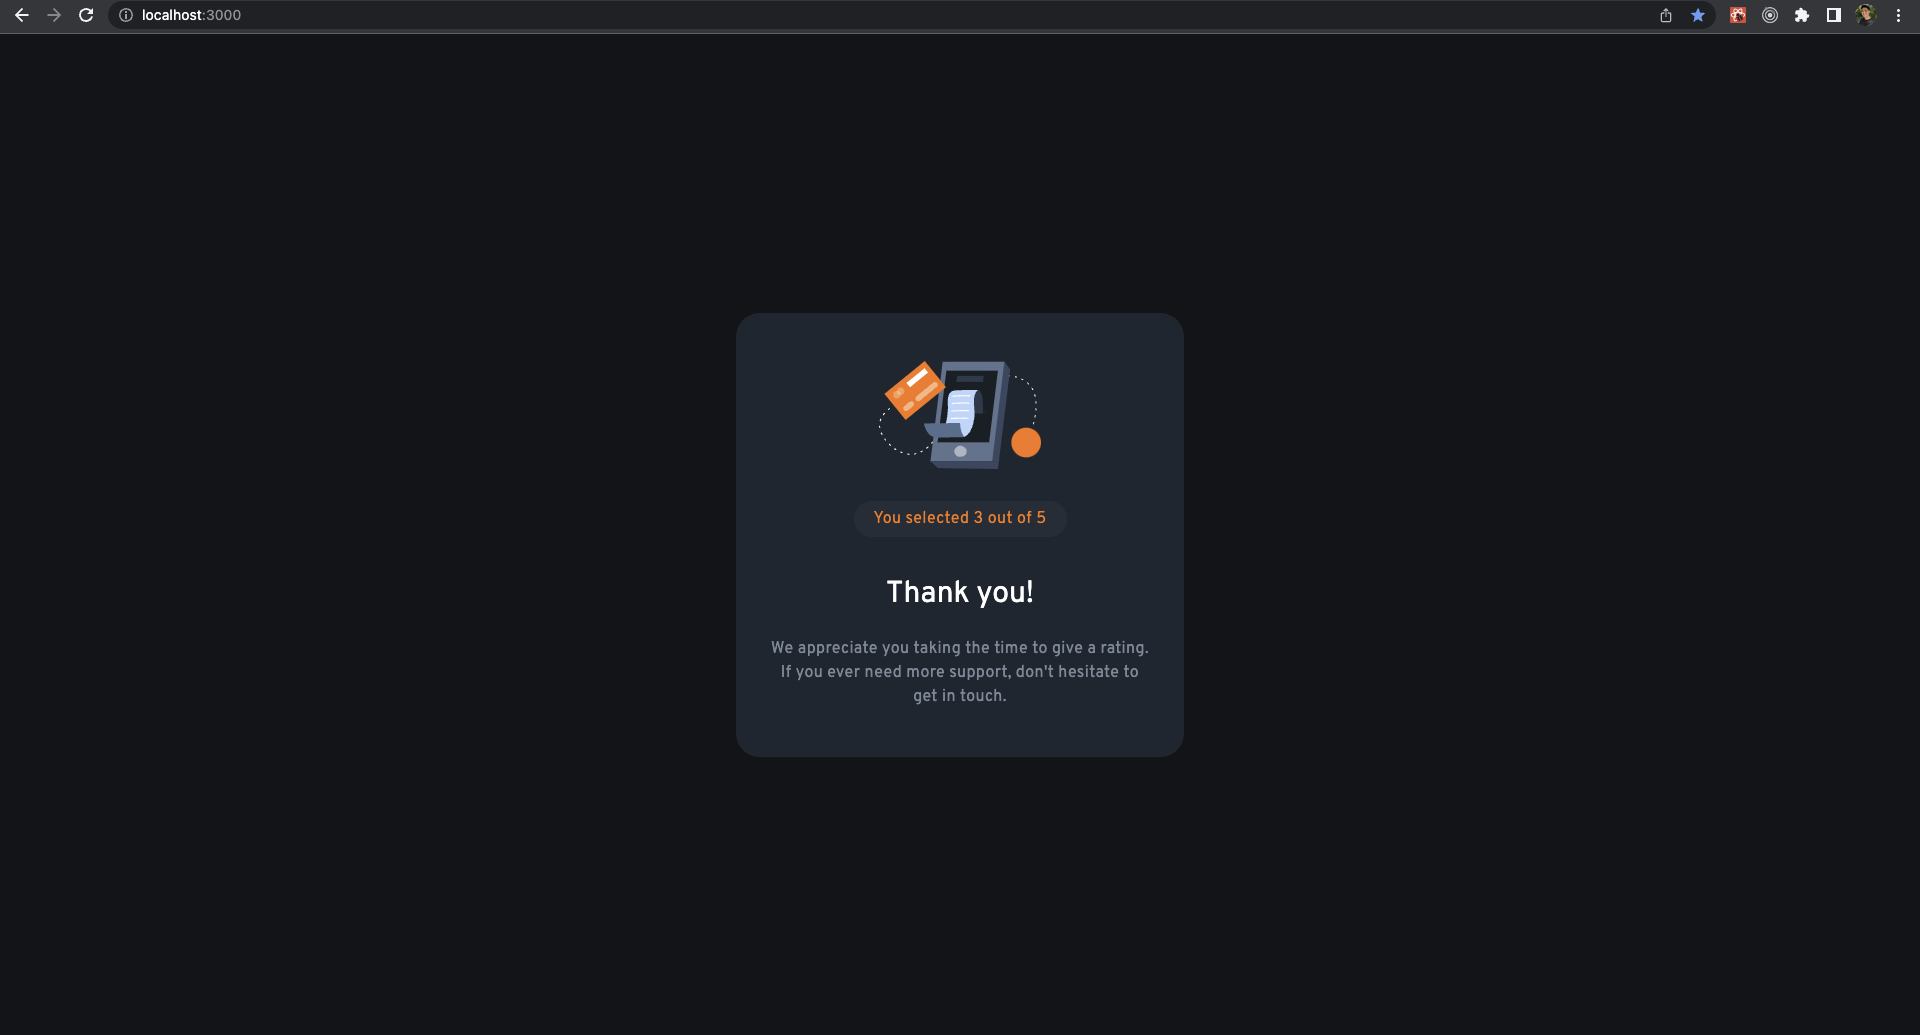 localhost:3000
You selected 3 out of 5
Thank you!
We appreciate you taking the time to give a rating.
If you ever need more support, don't hesitate to
get in touch.